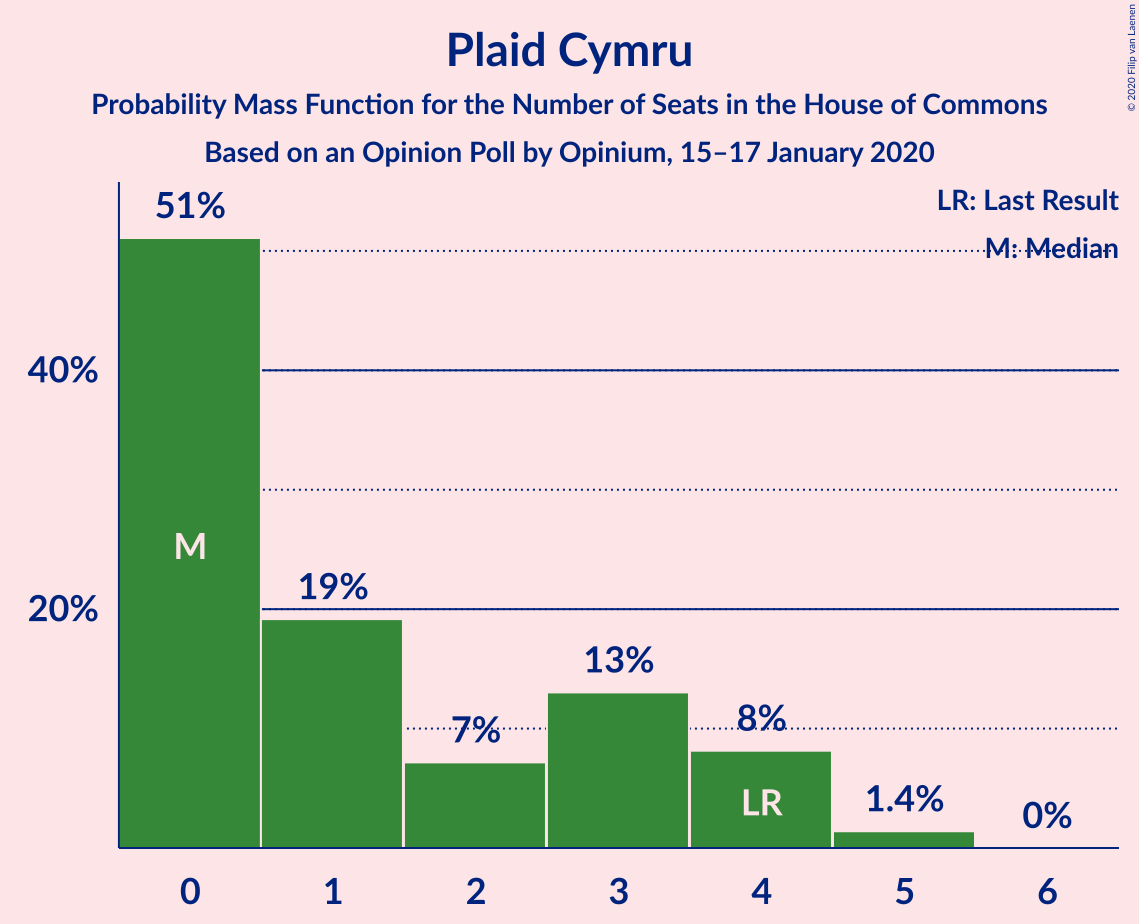 © 2020 Filip van Laenen
Plaid Cymru
Probability Mass Function for the Number of Seats in the House of Commons
Based on an Opinion Poll by Opinium, 15–17 January 2020
LR: Last Result
M: Median
51%
40%
M
19%
20%
13%
7%
8%
LR
1.4%
0%
0 1 2 3 4 5 6